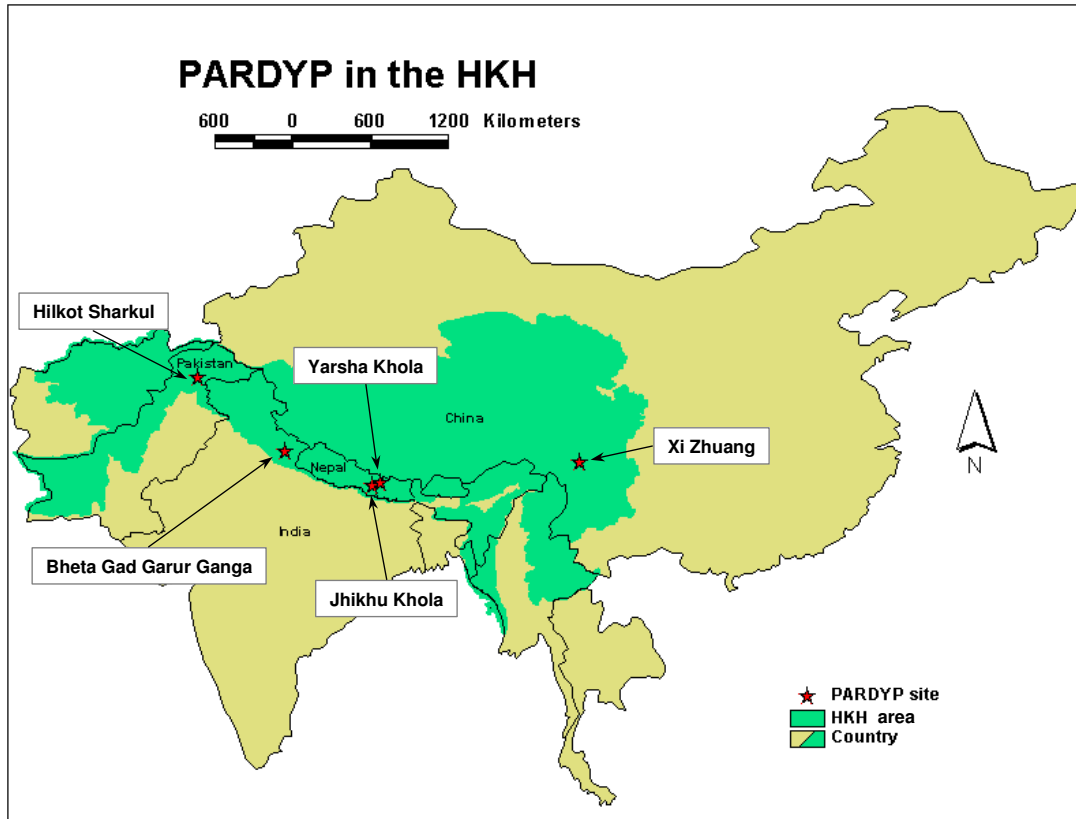 PARDYP in the HKH
600 0 600 1200 Kilometers
Hilkot Sharkul
Pakistan
Yarsha Khola
China
Xi Zhuang
Nepal
N
India
Bheta Gad Garur Ganga
Jhikhu Khola
PARDYP site
HKH area
Country